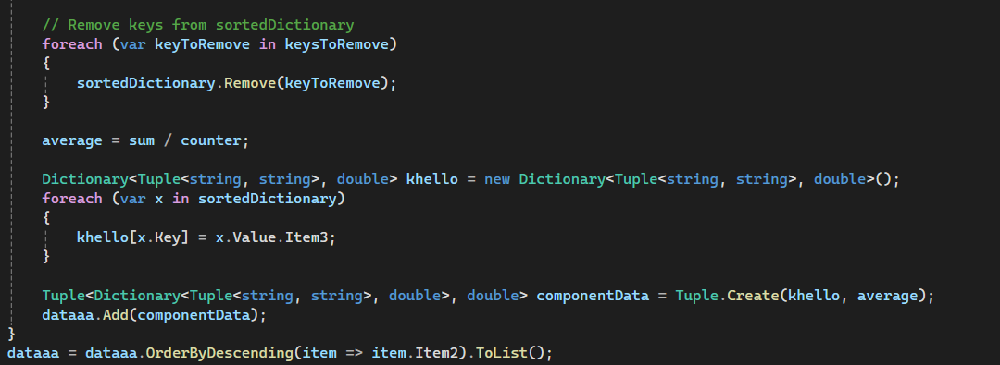 // Remove keys from sortedDictionary
foreach (var keyToRemove in keysToRemove)
{
sortedDictionary.Remove(keyToRemove);
}
average = sum / counter;
Dictionary<Tuple<string, string>, double> khello = new Dictionary<Tuple<string, string>, double>();
foreach (var x in sortedDictionary)
{
khello[x.Key] = x.Value.Item3;
}
Tuple<Dictionary<Tuple<string, string>, double>, double> componentData = Tuple.Create(khello, average);
dataaa.Add(componentData);
}
dataaa = dataaa.OrderByDescending(item => item.Item2).ToList();